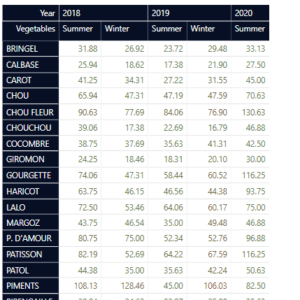 Year 2018 2019 2020
Vegetables Summer Winter Summer Winter Summer
BRINGEL 31.88 26.92 23.72 29.48 33.13
CALBASE 25.94 18.62 17.38 21.90 27.50
CAROT 41.25 34.31 27.22 31.55 45.00
CHOU 65.94 47.31 47.19 47.59 70.63
CHOU FLEUR 90.63 77.69 84.06 76.90 130.63
CHOUCHOU 39.06 17.38 22.69 16.79 46.88
COCOMBRE 38.75 37.69 35.63 41.31 42.50
GIROMON 24.25 18.46 18.31 20.10 30.00
GOURGETTE 74.06 47.31 58.44 60.52 116.25
HARICOT 63.75 46.15 46.56 44.38 93.75
LALO 72.50 53.46 64.06 60.17 75.00
MARGOZ 43.75 46.54 35.00 49.48 46.88
P. D'AMOUR 80.75 75.00 52.34 52.76 96.88
PATISSON 82.19 52.69 64.22 67.59 116.25
PATOL 44.38 35.00 35.63 42.24 50.63
PIMENTS 108.13 128.46 45.00 106.03 82.50